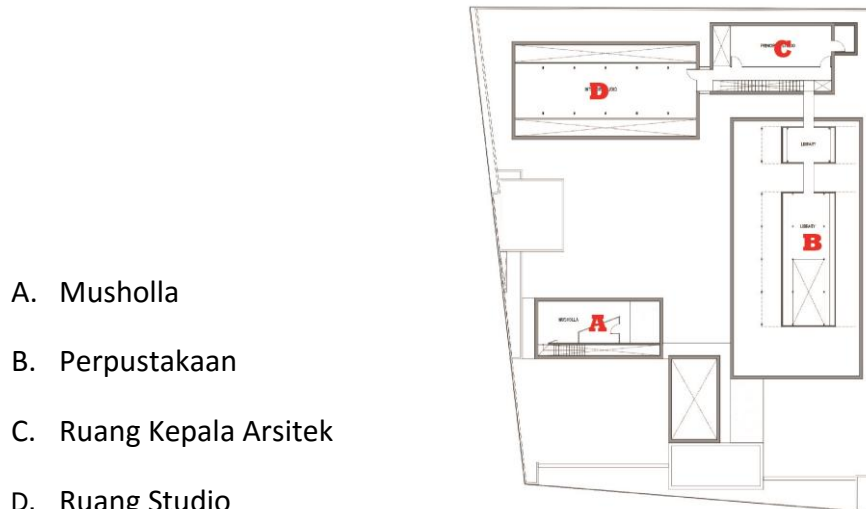 C
D
LIBRARY
LIBRARY
B
MUSHOLLA
A
A. Musholla
B. Perpustakaan
C. Ruang Kepala Arsitek
D. Ruang Studio